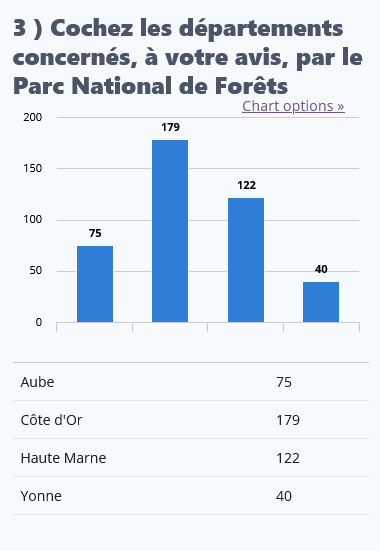 3 ) Cochez les départements
concernés, à votre avis, par le
Parc National de Forêts
Chart options »
200
150
100
50
0
75
179
122
40
Aube 75
Côte d'Or 179
Haute Marne 122
Yonne 40